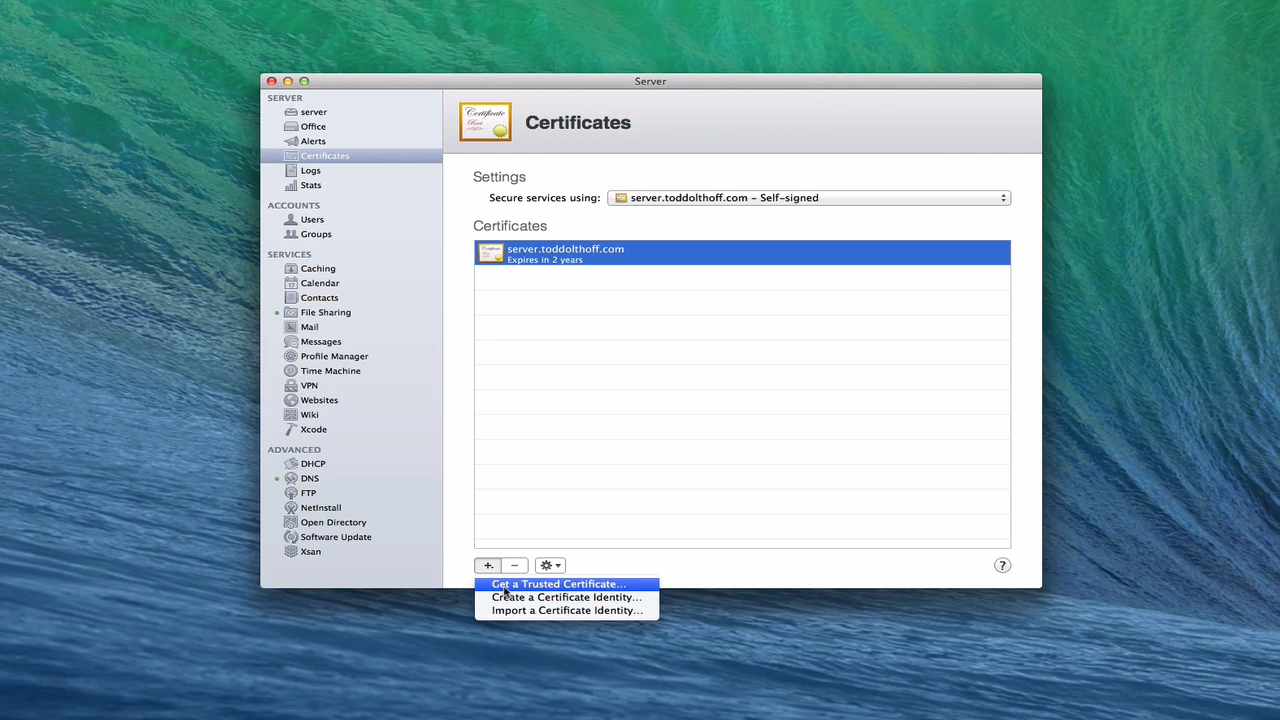 Server
SERVER
server
Office
Alerts
Certificates
Logs
Stats
ACCOUNTS
Users
Groups
SERVICES
Caching
Calendar
Contacts
File Sharing
Mail
Messages
Profile Manager
Time Machine
VPN
Websites
Wiki
Xcode
ADVANCED
DHCP
DNS
FTP
NetInstall
Open Directory
Software Update
Xsan
Certificate
Root
Certificates
Settings
Secure services using: server.toddolthoff.com – Self-signed
Certificates
server.toddolthoff.com
Expires in 2 years
?
Get a Trusted Certificate...
Create a Certificate Identity...
Import a Certificate Identity...